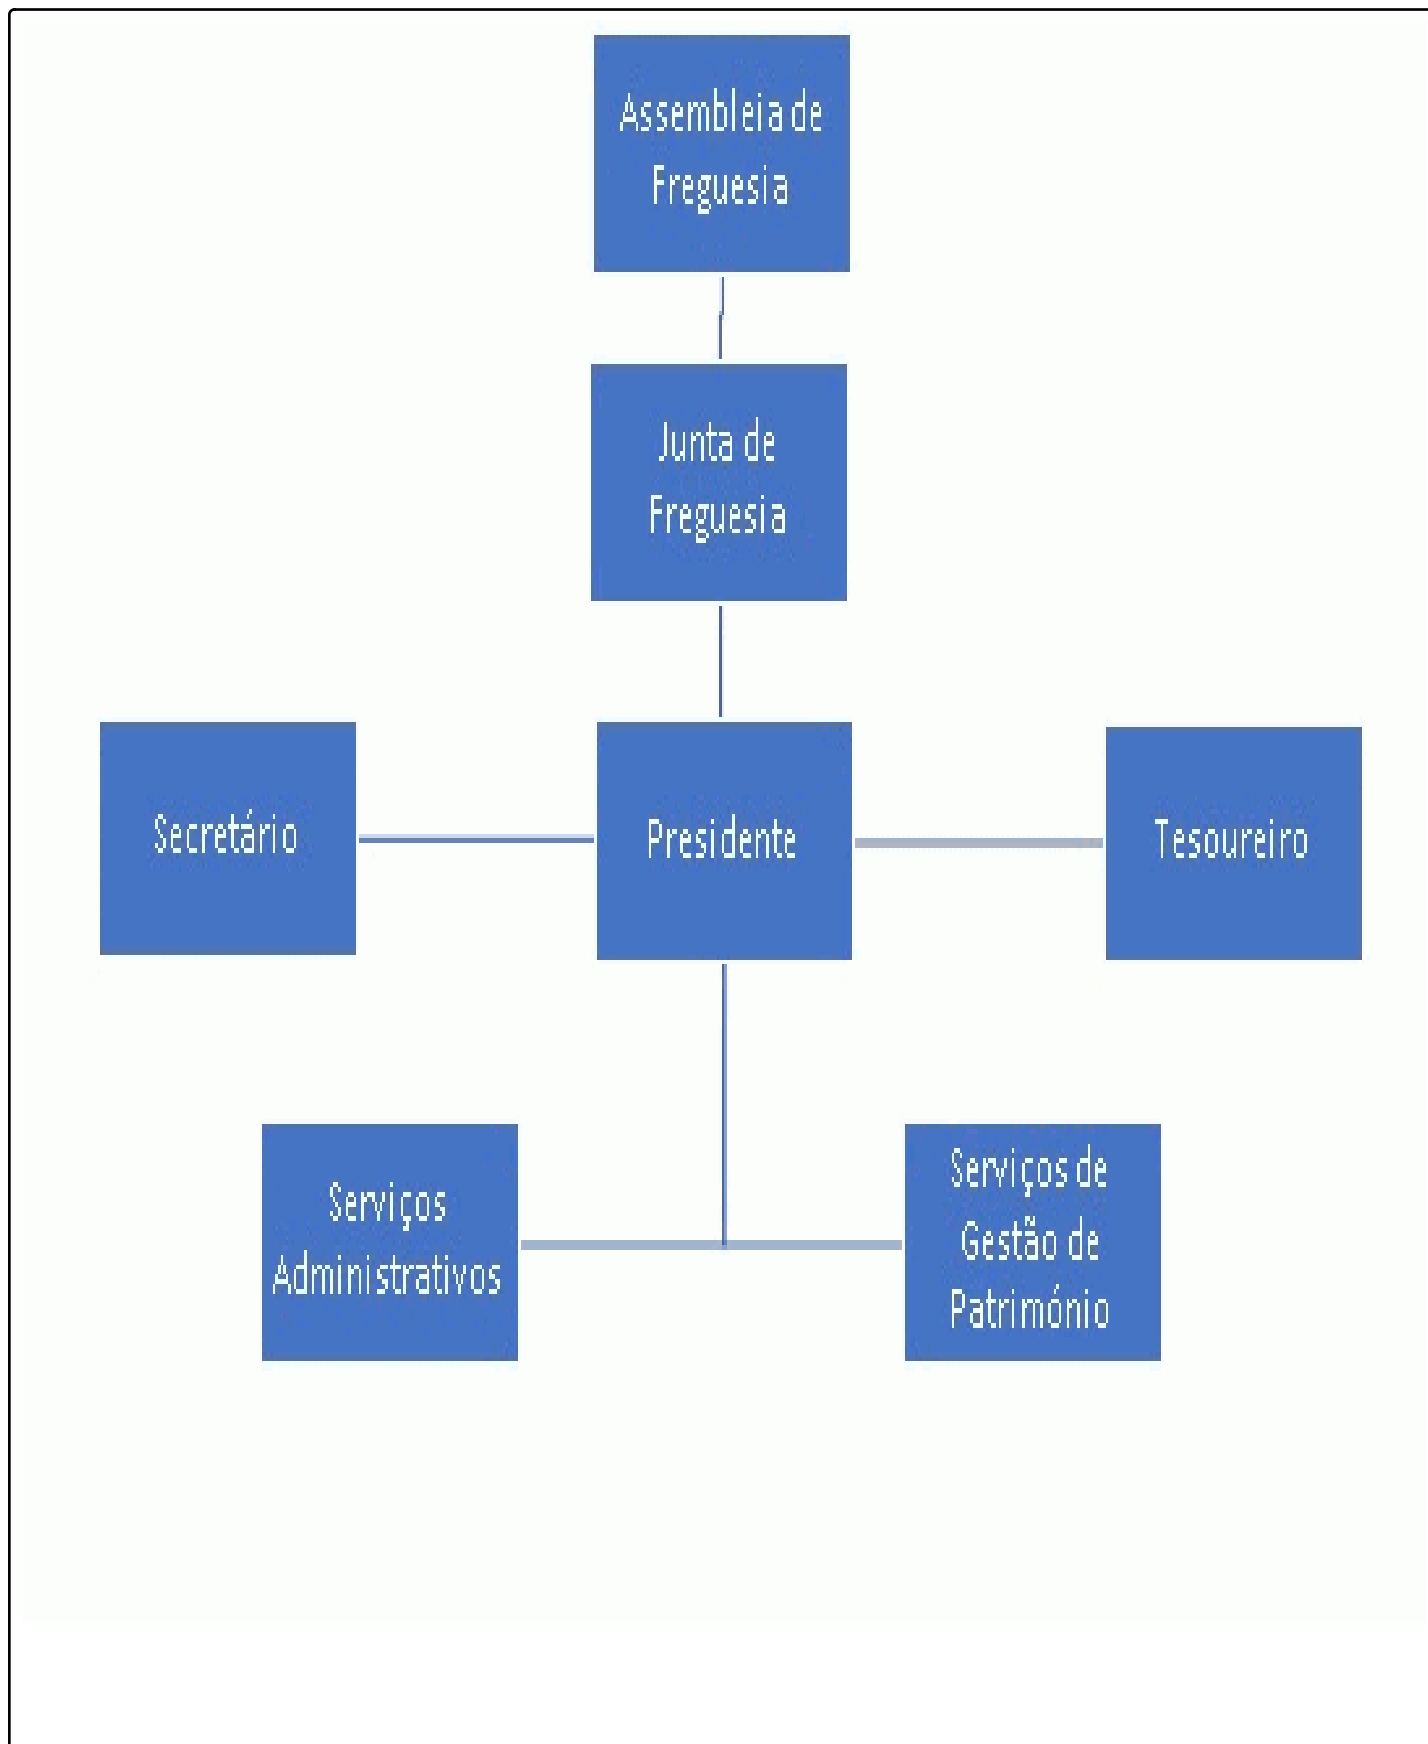 Assembleia de
Freguesia
Junta de
Freguesia
Secretário
Presidente
Tesoureiro
Serviços
Administrativos
Serviços de
Gestão de
Património